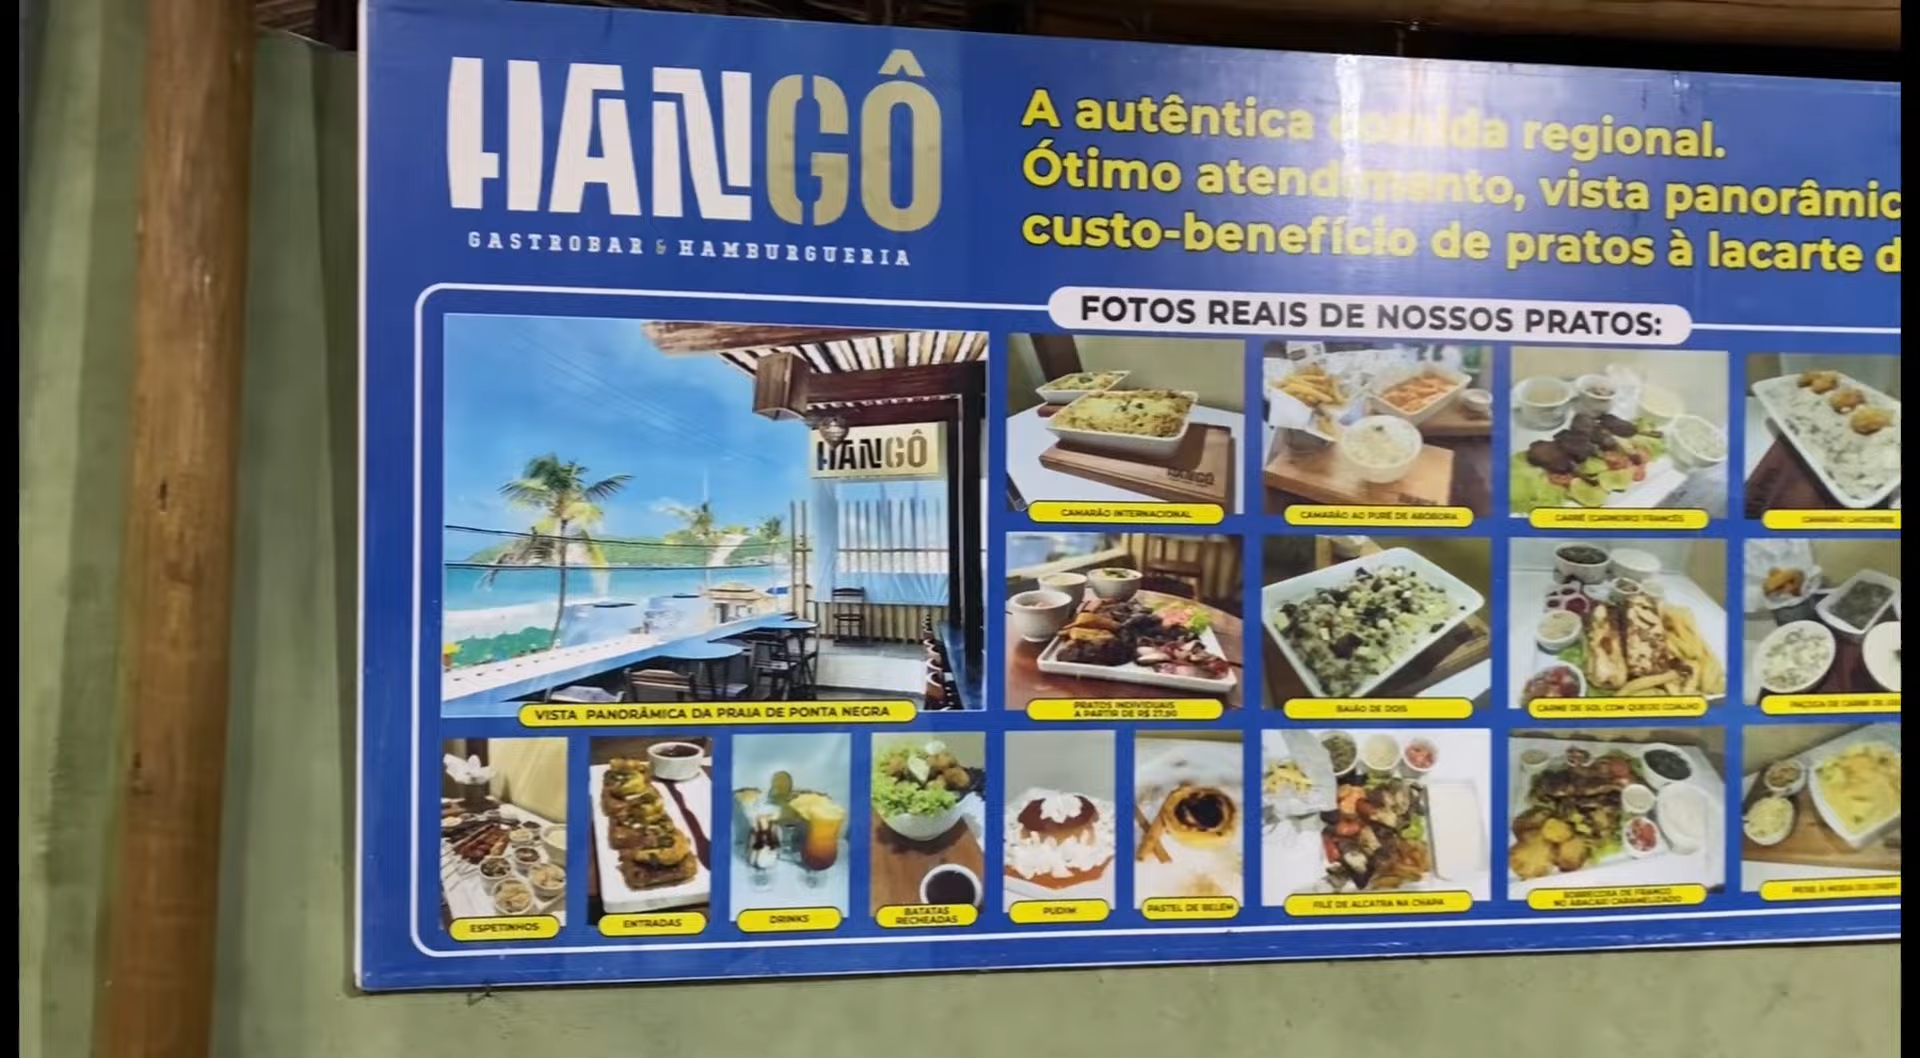 HANGÔ
GASTROBAR & HAMBURGUERIA
A autêntica comida regional.
Ótimo atendimento, vista panorâmic
custo-benefício de pratos à lacarte d
FOTOS REAIS DE NOSSOS PRATOS:
HANGÔ
VISTA PANORÂMICA DA PRAIA DE PONTA NEGRA
CAMARÃO INTERNACIONAL
CAMARÃO AO PURÊ DE ABÓBORA
CARRÉ (CARNEIRO) FRANCÊS
PRATOS INDIVIDUAIS
A PARTIR DE R$ 27,90
BAIÃO DE DOIS
CARNE DE SOL COM QUEIJO COALHO
ESPETINHOS
ENTRADAS
DRINKS
BATATAS
RECHEADAS
PUDIM
PASTEL DE BELÉM
FILÉ DE ALCATRA NA CHAPA
SOBRECOXA DE FRANGO
NO ABACAXI CARAMELIZADO